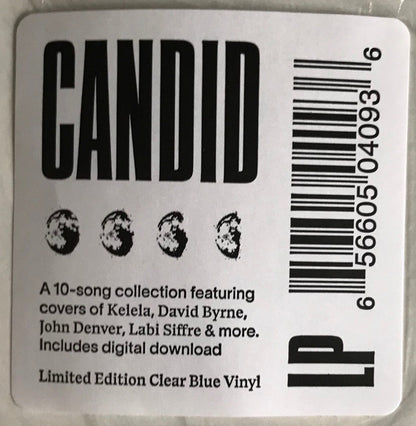 CANDID
A 10-song collection featuring
covers of Kelela, David Byrne,
John Denver, Labi Siffre & more.
Includes digital download
Limited Edition Clear Blue Vinyl
LP
6 56605 04093 6